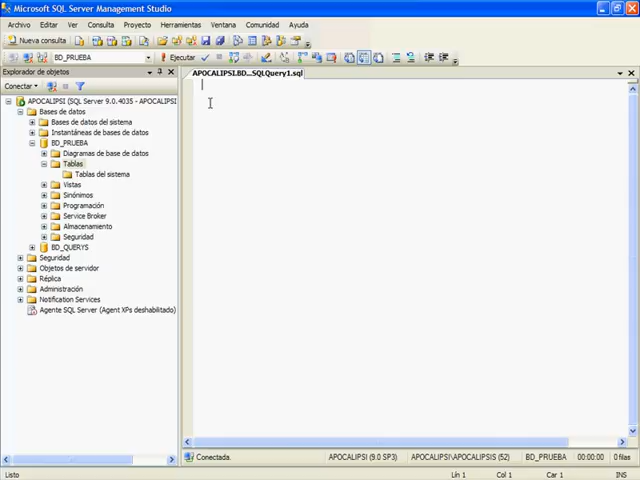 Microsoft SQL Server Management Studio
Archivo Editar Ver Consulta Proyecto Herramientas Ventana Comunidad Ayuda
Nueva consulta
BD_PRUEBA Ejecutar
Explorador de objetos
APOCALIPSI.BD...SQLQuery1.sql
Conectar
APOCALIPSI (SQL Server 9.0.4035 - APOCALIPSI
Bases de datos
Bases de datos del sistema
Instantáneas de bases de datos
BD_PRUEBA
Diagramas de base de datos
Tablas
Tablas del sistema
Vistas
Sinónimos
Programación
Service Broker
Almacenamiento
Seguridad
BD_QUERYS
Seguridad
Objetos de servidor
Réplica
Administración
Notification Services
Agente SQL Server (Agent XPs deshabilitado)
Conectada. APOCALIPSI (9.0 SP3) APOCALIPSI\APOCALIPSIS (52) BD_PRUEBA 00:00:00 0 filas
Listo Lín 1 Col 1 Car 1 INS